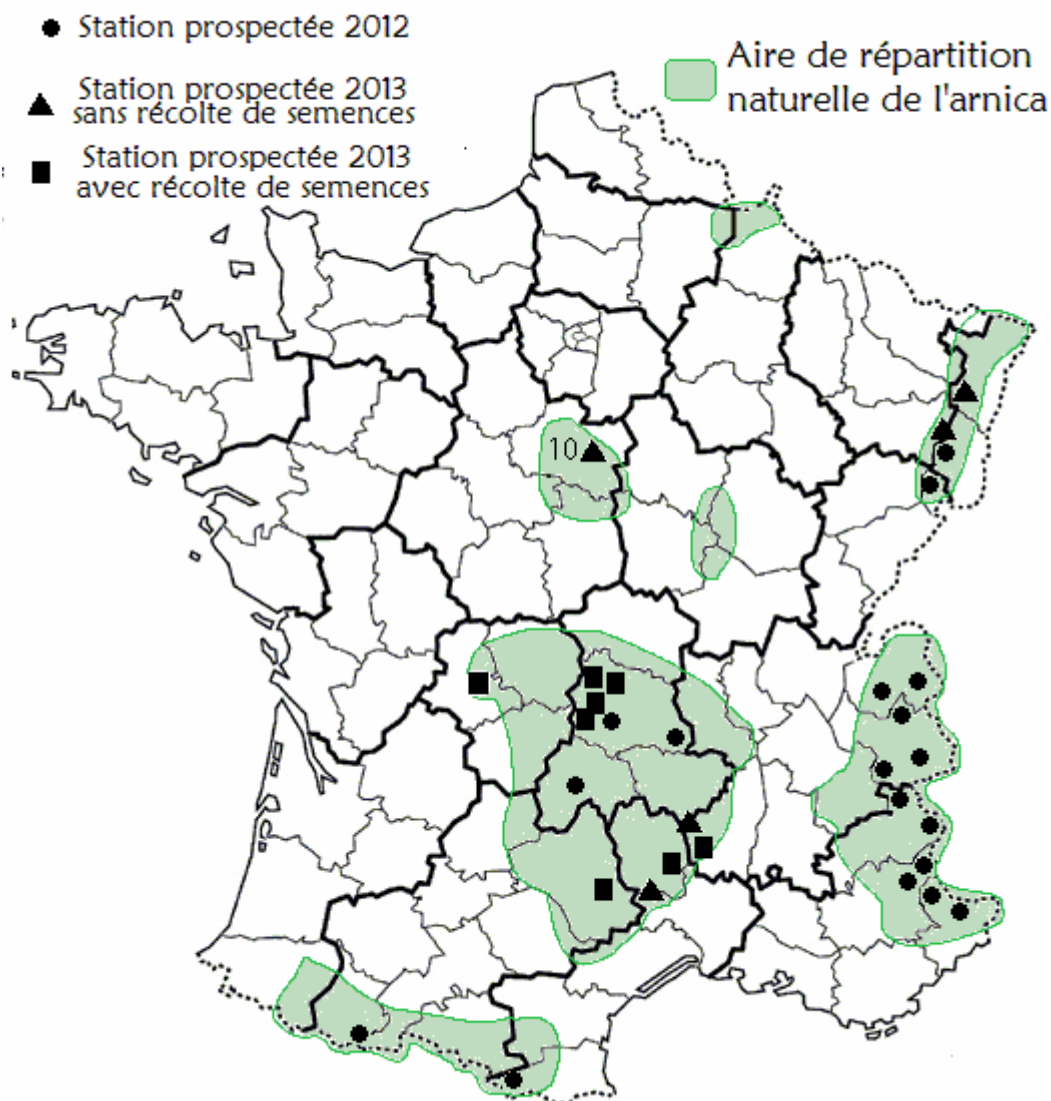 Station prospectée 2012
Station prospectée 2013
sans récolte de semences
Station prospectée 2013
avec récolte de semences
Aire de répartition
naturelle de l'arnica
10